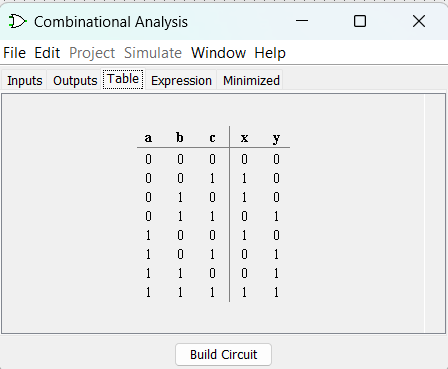 Combinational Analysis
File Edit Project Simulate Window Help
Inputs Outputs Table Expression Minimized
a b c x y
0 0 0 0 0
0 0 1 1 0
0 1 0 1 0
0 1 1 0 1
1 0 0 1 0
1 0 1 0 1
1 1 0 0 1
1 1 1 1 1
Build Circuit